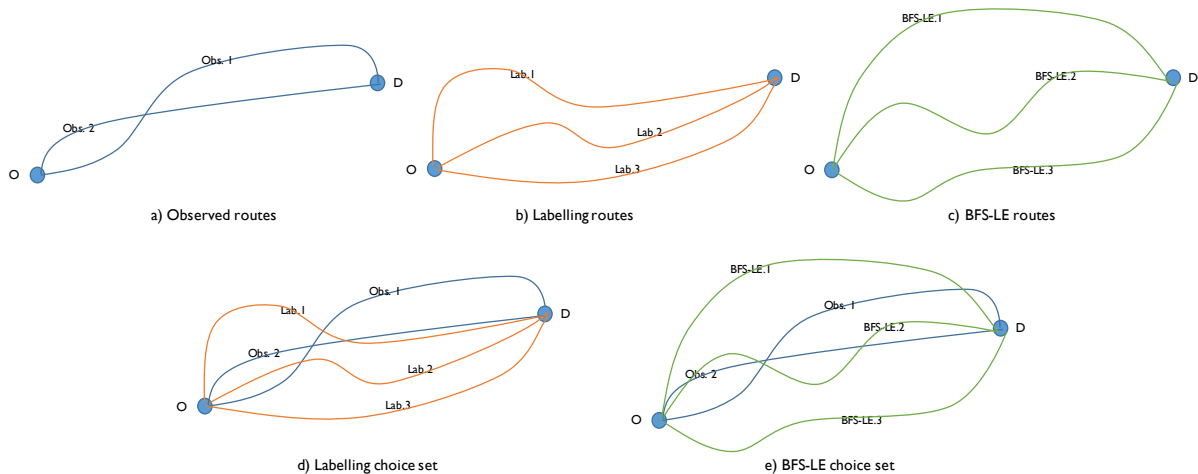 Obs. 1
Obs. 2
O
D
a) Observed routes
Lab.1
Lab.2
Lab.3
O
D
b) Labelling routes
BFS-LE.1
BFS-LE.2
BFS-LE.3
O
D
c) BFS-LE routes
Lab.1
Obs. 1
Obs. 2
Lab.2
Lab.3
O
D
d) Labelling choice set
BFS-LE.1
Obs. 1
BFS-LE.2
Obs. 2
BFS-LE.3
O
D
e) BFS-LE choice set